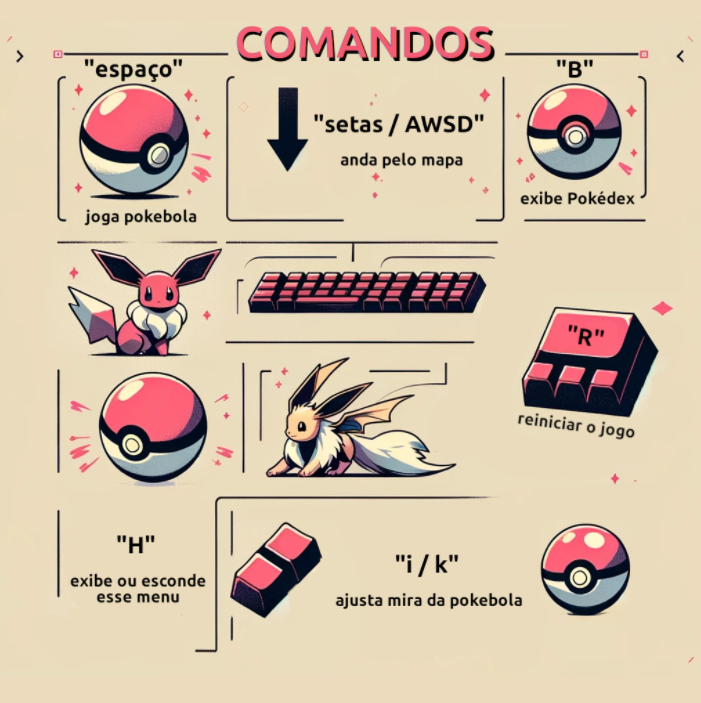 COMANDOS
"espaço"
joga pokebola
"setas / AWSD"
anda pelo mapa
"B"
exibe Pokédex
"R"
reiniciar o jogo
"H"
exibe ou esconde
esse menu
"i / k"
ajusta mira da pokebola